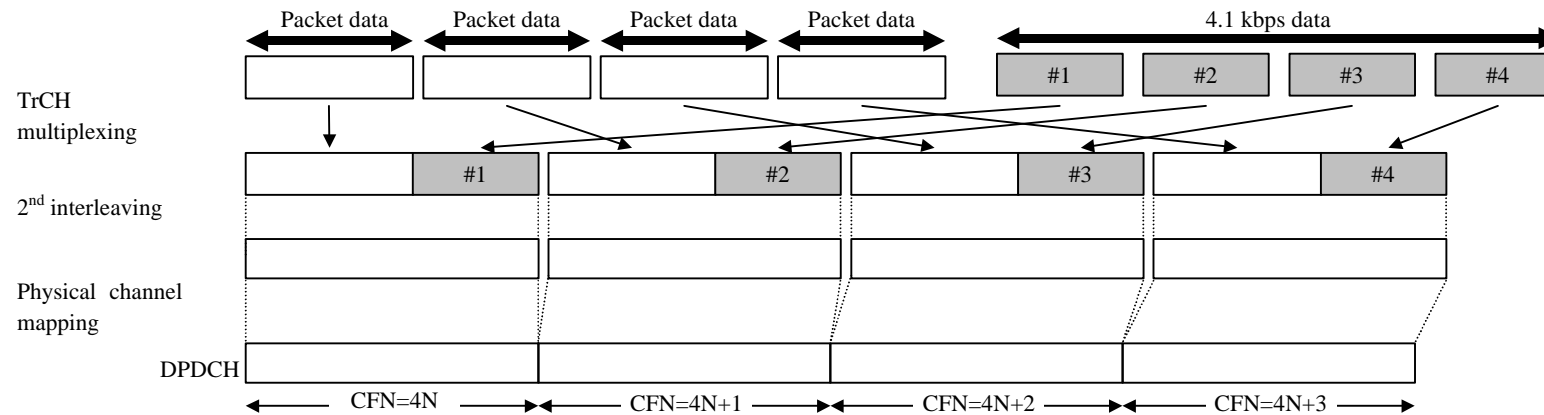 Packet data Packet data Packet data Packet data 4.1 kbps data
#1 #2 #3 #4
TrCH
multiplexing
#1 #2 #3 #4
2nd interleaving
Physical channel
mapping
DPDCH
CFN=4N CFN=4N+1 CFN=4N+2 CFN=4N+3